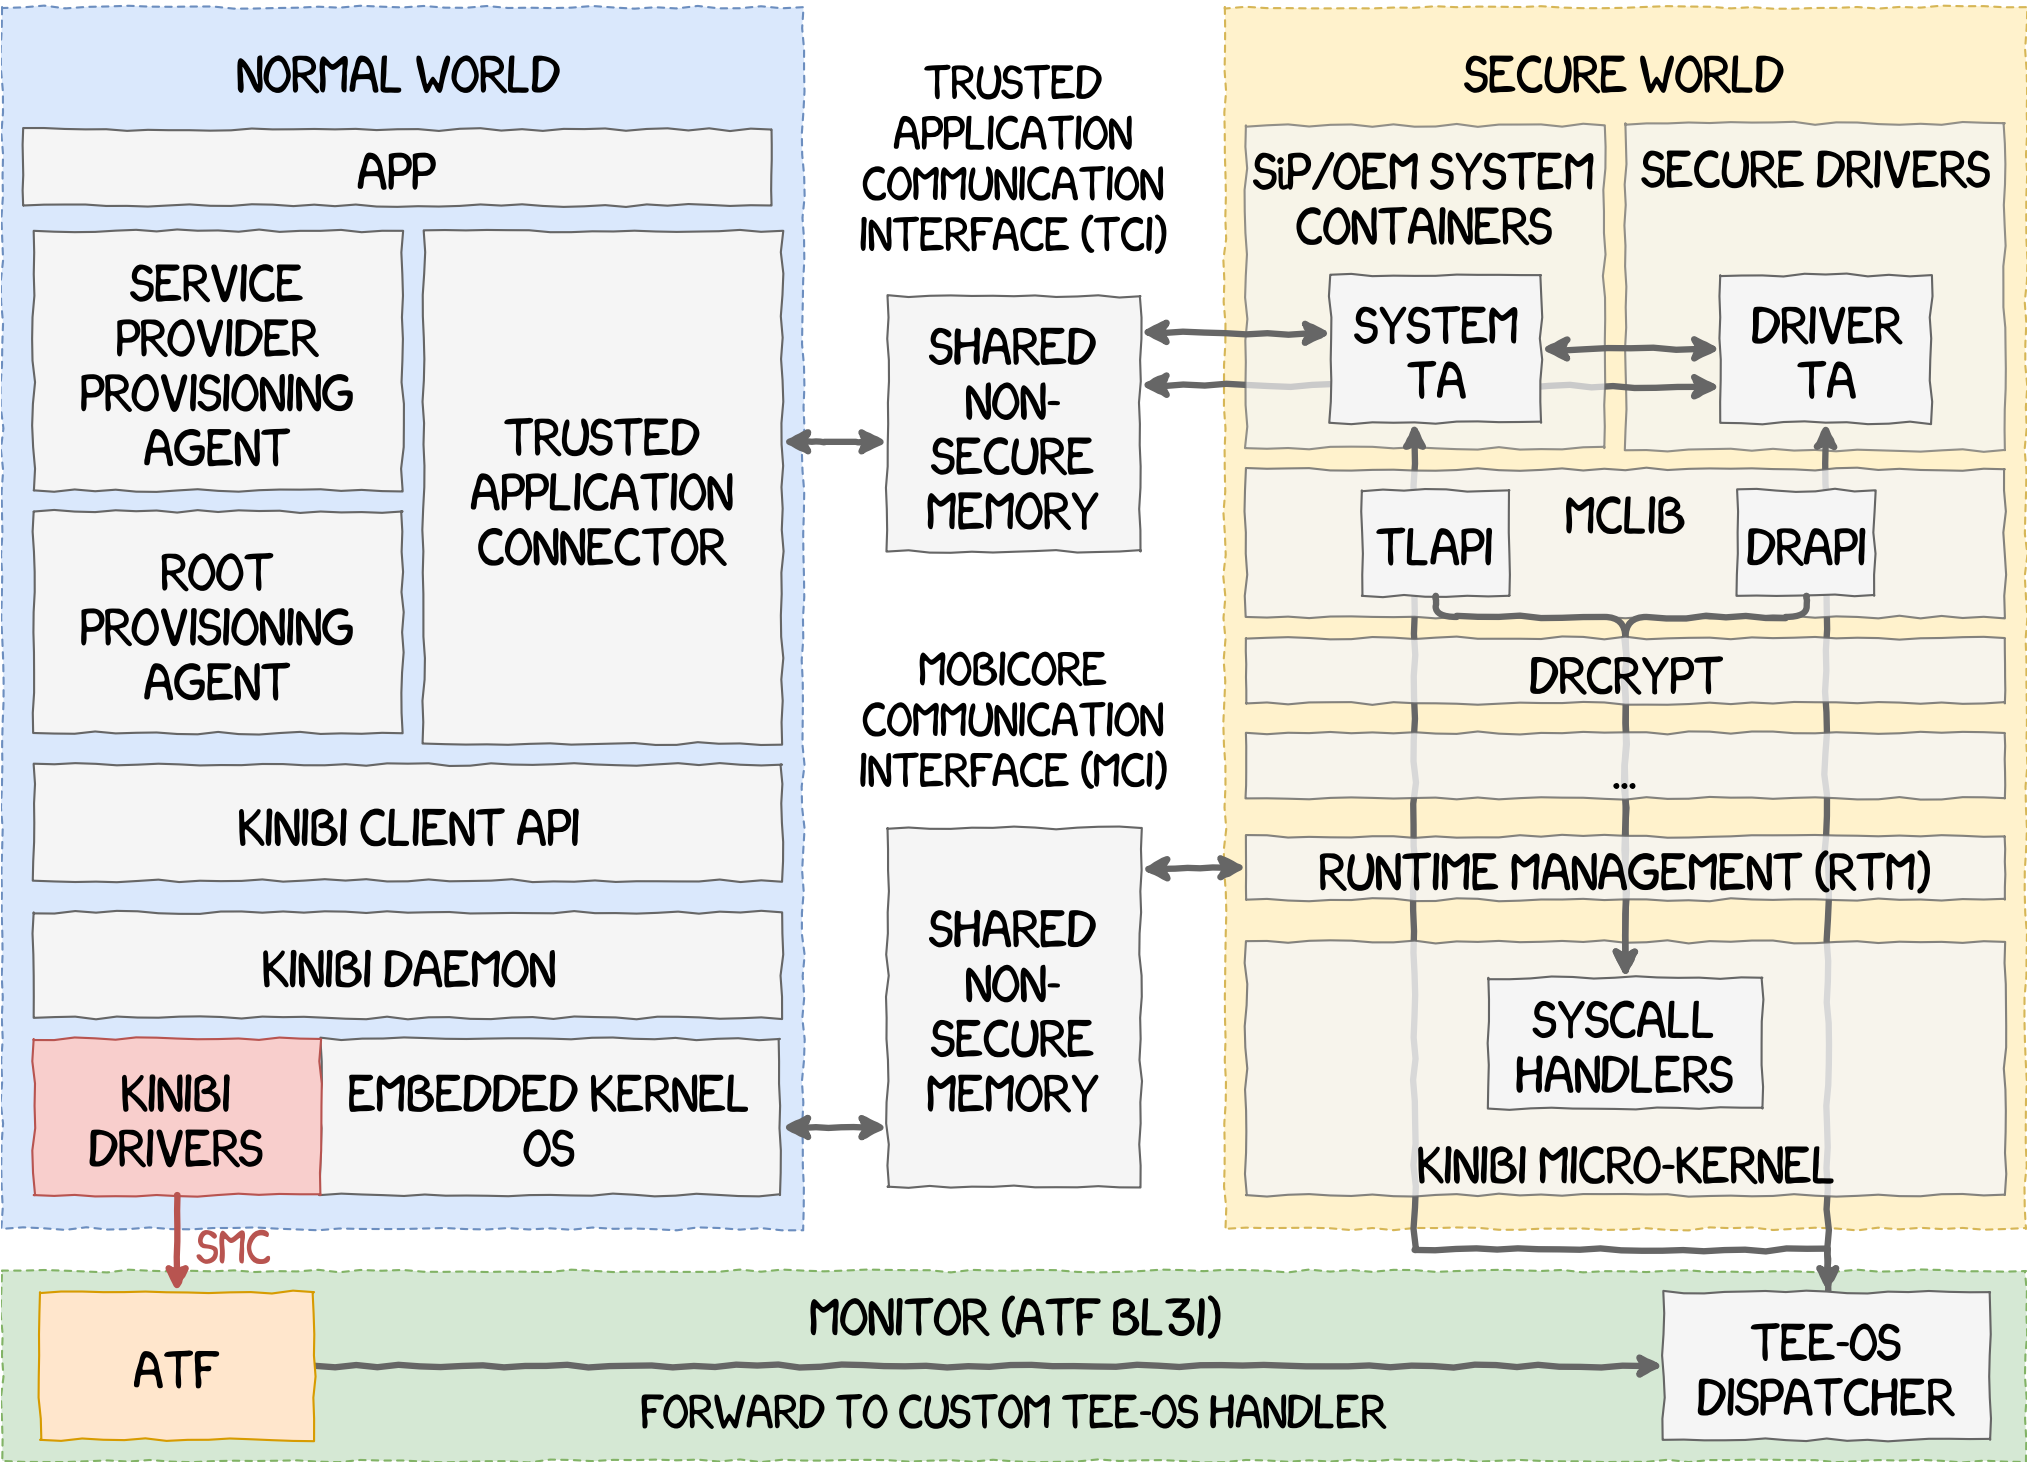 NORMAL WORLD
APP
SERVICE
PROVIDER
PROVISIONING
AGENT
ROOT
PROVISIONING
AGENT
TRUSTED
APPLICATION
CONNECTOR
KINIBI CLIENT API
KINIBI DAEMON
KINIBI
DRIVERS
EMBEDDED KERNEL
OS
SMC
TRUSTED
APPLICATION
COMMUNICATION
INTERFACE (TCI)
SHARED
NON-
SECURE
MEMORY
MOBICORE
COMMUNICATION
INTERFACE (MCI)
SHARED
NON-
SECURE
MEMORY
SECURE WORLD
SiP/OEM SYSTEM
CONTAINERS
SYSTEM
TA
SECURE DRIVERS
DRIVER
TA
MCLIB
TLAPI
DRAPI
DRCRYPT
...
RUNTIME MANAGEMENT (RTM)
SYSCALL
HANDLERS
KINIBI MICRO-KERNEL
MONITOR (ATF BL31)
ATF
FORWARD TO CUSTOM TEE-OS HANDLER
TEE-OS
DISPATCHER